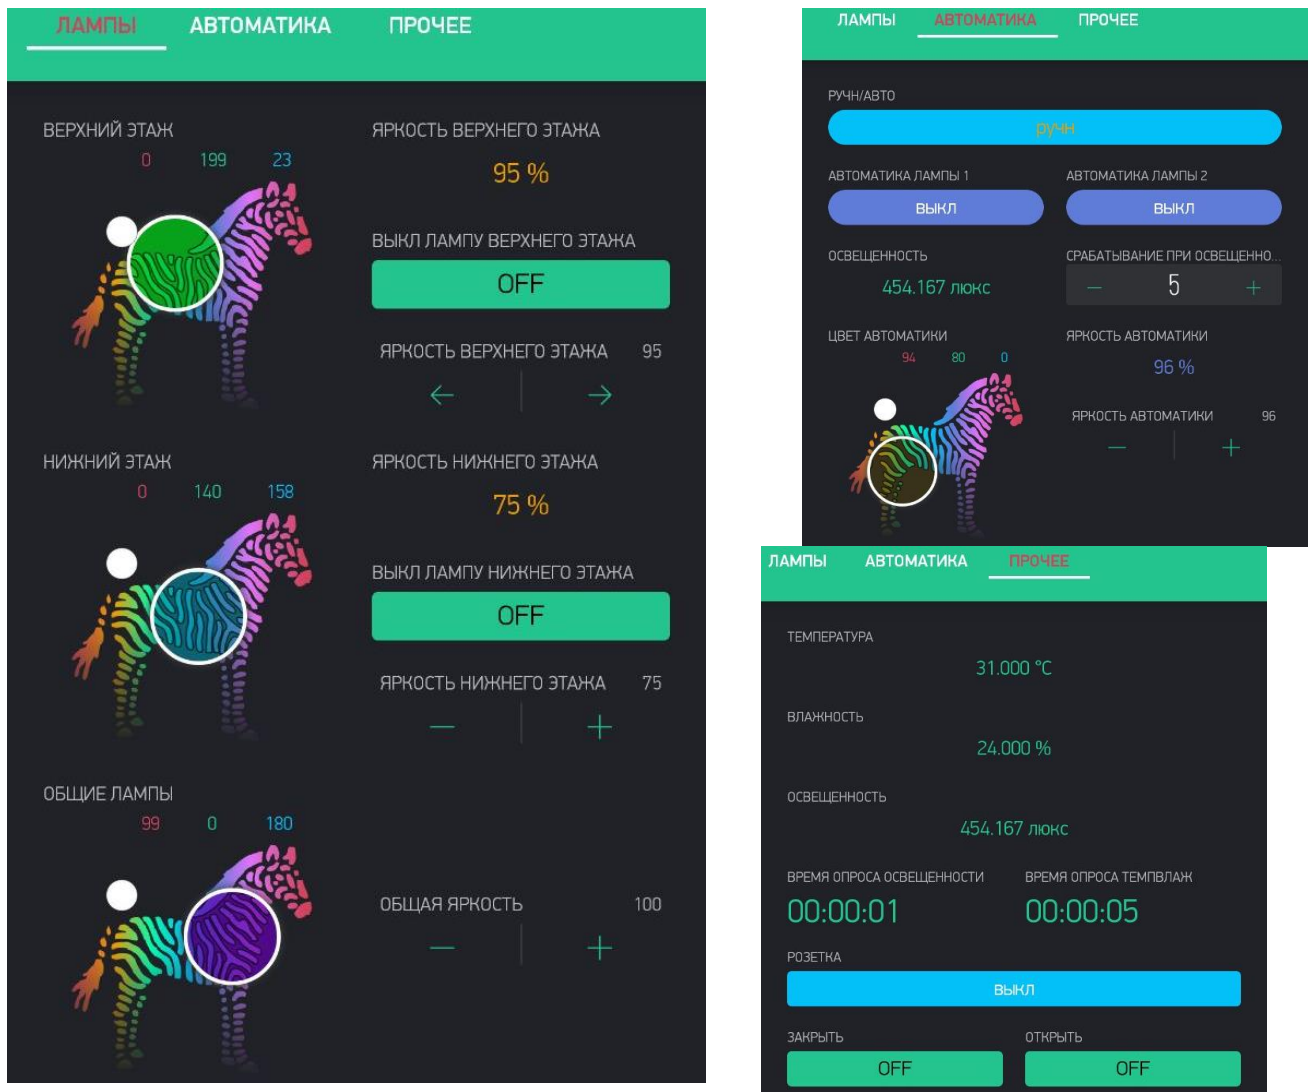 ЛАМПЫ АВТОМАТИКА ПРОЧЕЕ
ВЕРХНИЙ ЭТАЖ ЯРКОСТЬ ВЕРХНЕГО ЭТАЖА
0 199 23
95 %
ВЫКЛ ЛАМПУ ВЕРХНЕГО ЭТАЖА
OFF
ЯРКОСТЬ ВЕРХНЕГО ЭТАЖА 95
← →
НИЖНИЙ ЭТАЖ ЯРКОСТЬ НИЖНЕГО ЭТАЖА
0 140 158
75 %
ВЫКЛ ЛАМПУ НИЖНЕГО ЭТАЖА
OFF
ЯРКОСТЬ НИЖНЕГО ЭТАЖА 75
— +
ОБЩИЕ ЛАМПЫ
99 0 180
ОБЩАЯ ЯРКОСТЬ 100
— +
ЛАМПЫ АВТОМАТИКА ПРОЧЕЕ
РУЧН/АВТО
ручн
АВТОМАТИКА ЛАМПЫ 1 АВТОМАТИКА ЛАМПЫ 2
ВЫКЛ ВЫКЛ
ОСВЕЩЕННОСТЬ СРАБАТЫВАНИЕ ПРИ ОСВЕЩЕННО...
454.167 люкс — 5 +
ЦВЕТ АВТОМАТИКИ ЯРКОСТЬ АВТОМАТИКИ
94 80 0
96 %
ЯРКОСТЬ АВТОМАТИКИ 96
— +
ЛАМПЫ АВТОМАТИКА ПРОЧЕЕ
ТЕМПЕРАТУРА
31.000 °C
ВЛАЖНОСТЬ
24.000 %
ОСВЕЩЕННОСТЬ
454.167 люкс
ВРЕМЯ ОПРОСА ОСВЕЩЕННОСТИ ВРЕМЯ ОПРОСА ТЕМПВЛАЖ
00:00:01 00:00:05
РОЗЕТКА
ВЫКЛ
ЗАКРЫТЬ ОТКРЫТЬ
OFF OFF